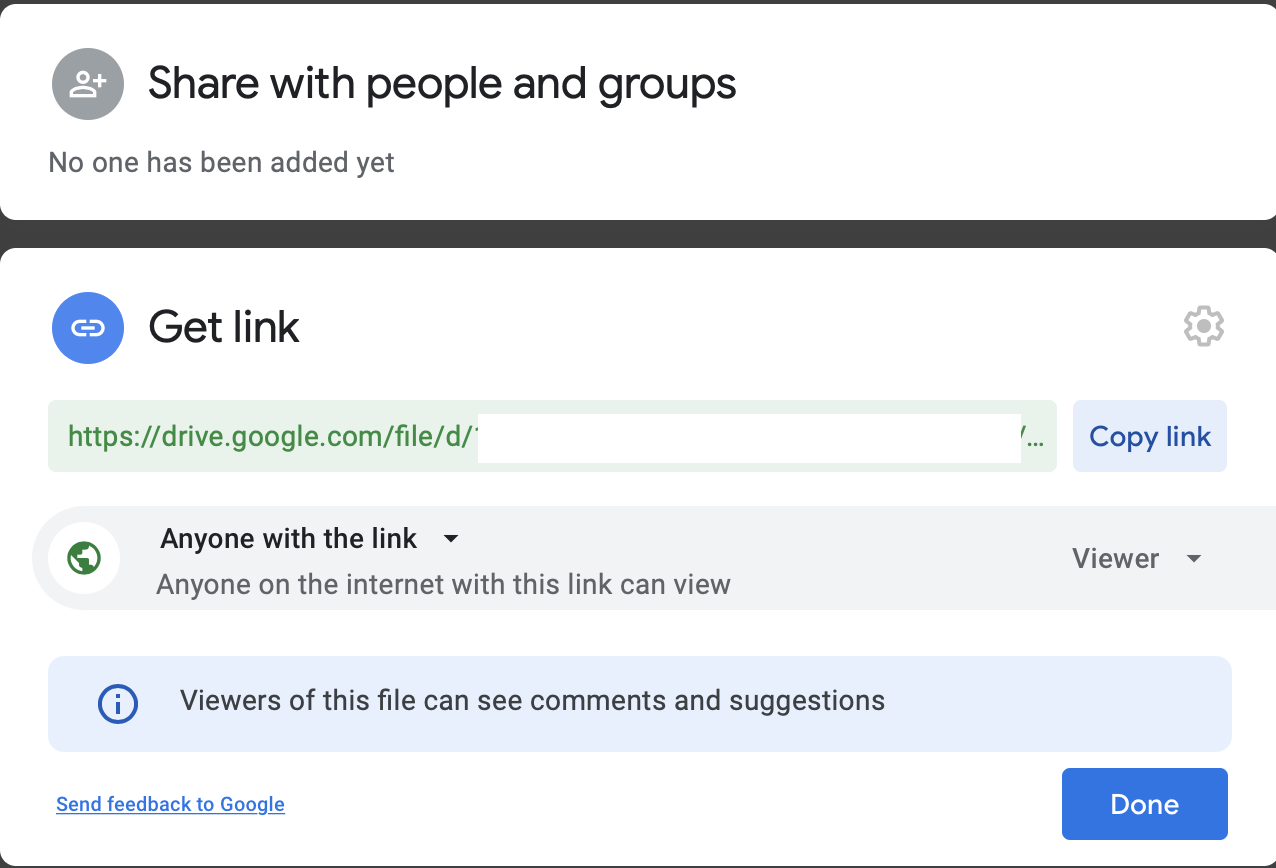 Share with people and groups
No one has been added yet
Get link
https://drive.google.com/file/d/
/...
Copy link
Anyone with the link
Anyone on the internet with this link can view
Viewer
Viewers of this file can see comments and suggestions
Send feedback to Google
Done